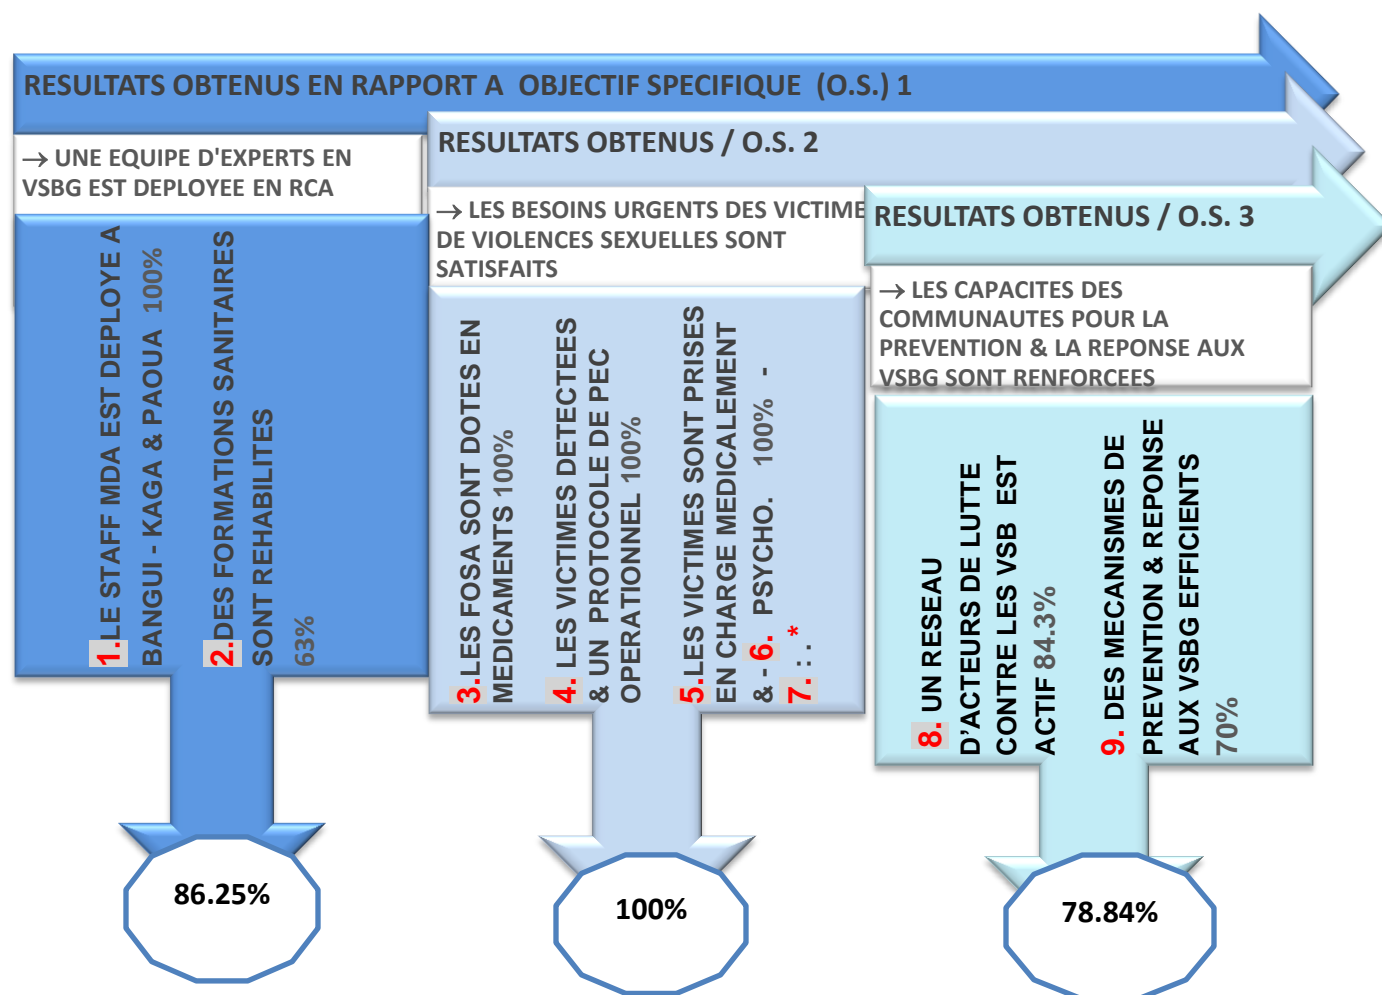 RESULTATS OBTENUS EN RAPPORT A OBJECTIF SPECIFIQUE (O.S.) 1
→ UNE EQUIPE D'EXPERTS EN
VSBG EST DEPLOYEE EN RCA
1.LE STAFF MDA EST DEPLOYE A
BANGUI - KAGA & PAOUA 100%
2.DES FORMATIONS SANITAIRES
SONT REHABILITES
63%
86.25%
RESULTATS OBTENUS / O.S. 2
→ LES BESOINS URGENTS DES VICTIME
DE VIOLENCES SEXUELLES SONT
SATISFAITS
3.LES FOSA SONT DOTES EN
MEDICAMENTS 100%
4. LES VICTIMES DETECTEES
& UN PROTOCOLE DE PEC
OPERATIONNEL 100%
5.LES VICTIMES SONT PRISES
EN CHARGE MEDICALEMENT
& - 6. PSYCHO. 100% -
7. : . *
100%
RESULTATS OBTENUS / O.S. 3
→ LES CAPACITES DES
COMMUNAUTES POUR LA
PREVENTION & LA REPONSE AUX
VSBG SONT RENFORCEES
8. UN RESEAU
D'ACTEURS DE LUTTE
CONTRE LES VSB EST
ACTIF 84.3%
9. DES MECANISMES DE
PREVENTION & REPONSE
AUX VSBG EFFICIENTS
70%
78.84%